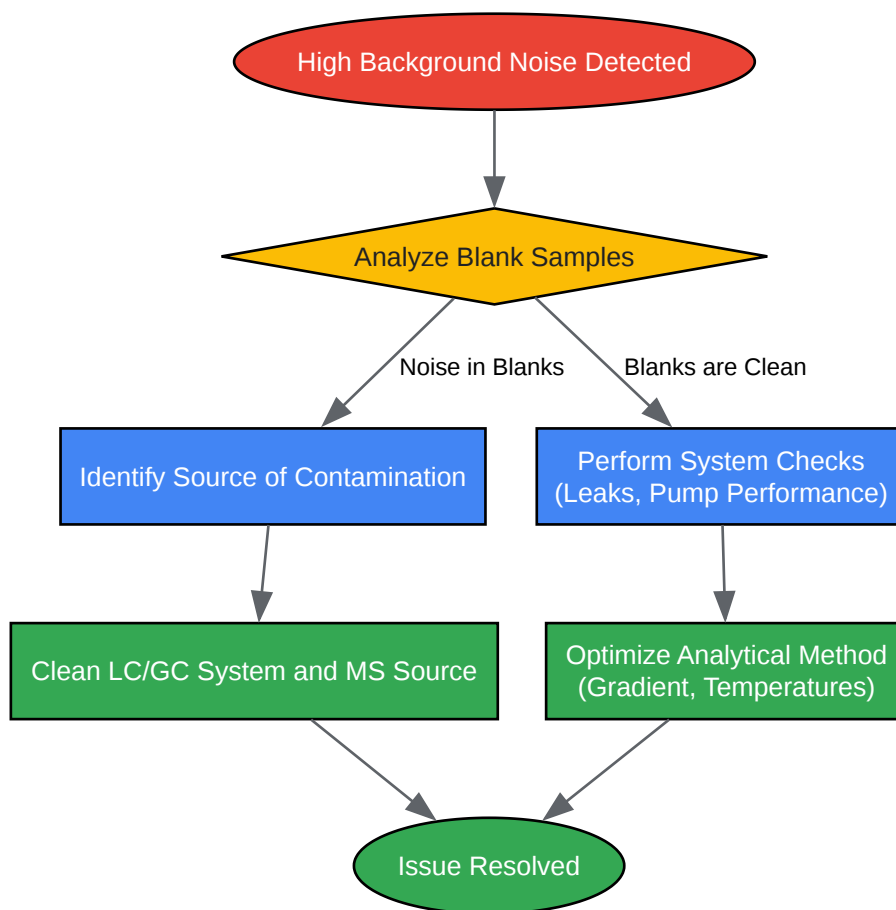 High Background Noise Detected
Analyze Blank Samples
Noise in Blanks
Blanks are Clean
Identify Source of Contamination
Perform System Checks
(Leaks, Pump Performance)
Clean LC/GC System and MS Source
Optimize Analytical Method
(Gradient, Temperatures)
Issue Resolved